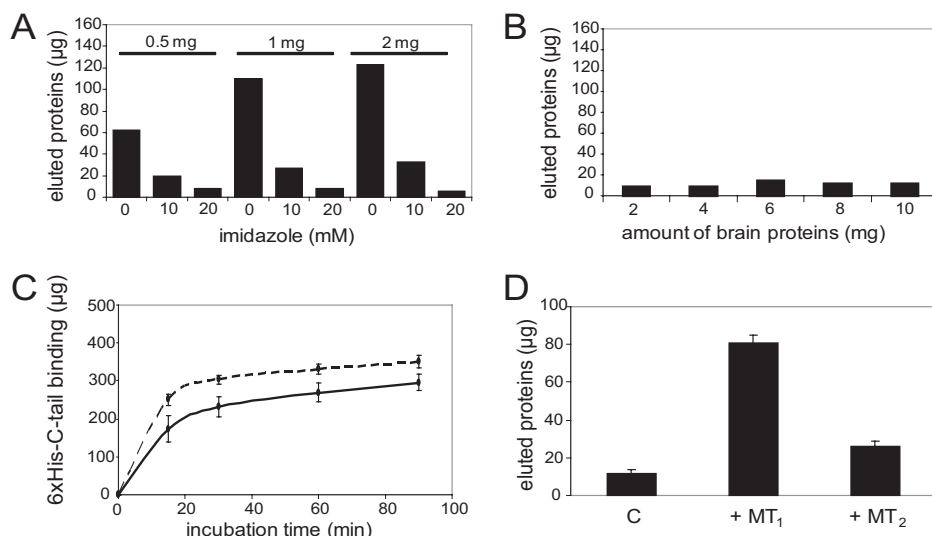 A
eluted proteins (µg)
160
140
120
100
80
60
40
20
0
0.5 mg
1 mg
2 mg
0 10 20 0 10 20 0 10 20
imidazole (mM)
B
eluted proteins (µg)
160
140
120
100
80
60
40
20
0
2 4 6 8 10
amount of brain proteins (mg)
C
6xHis-C-tail binding (µg)
500
400
300
200
100
0
0 20 40 60 80 100
incubation time (min)
D
eluted proteins (µg)
100
80
60
40
20
0
C + MT₁ + MT₂